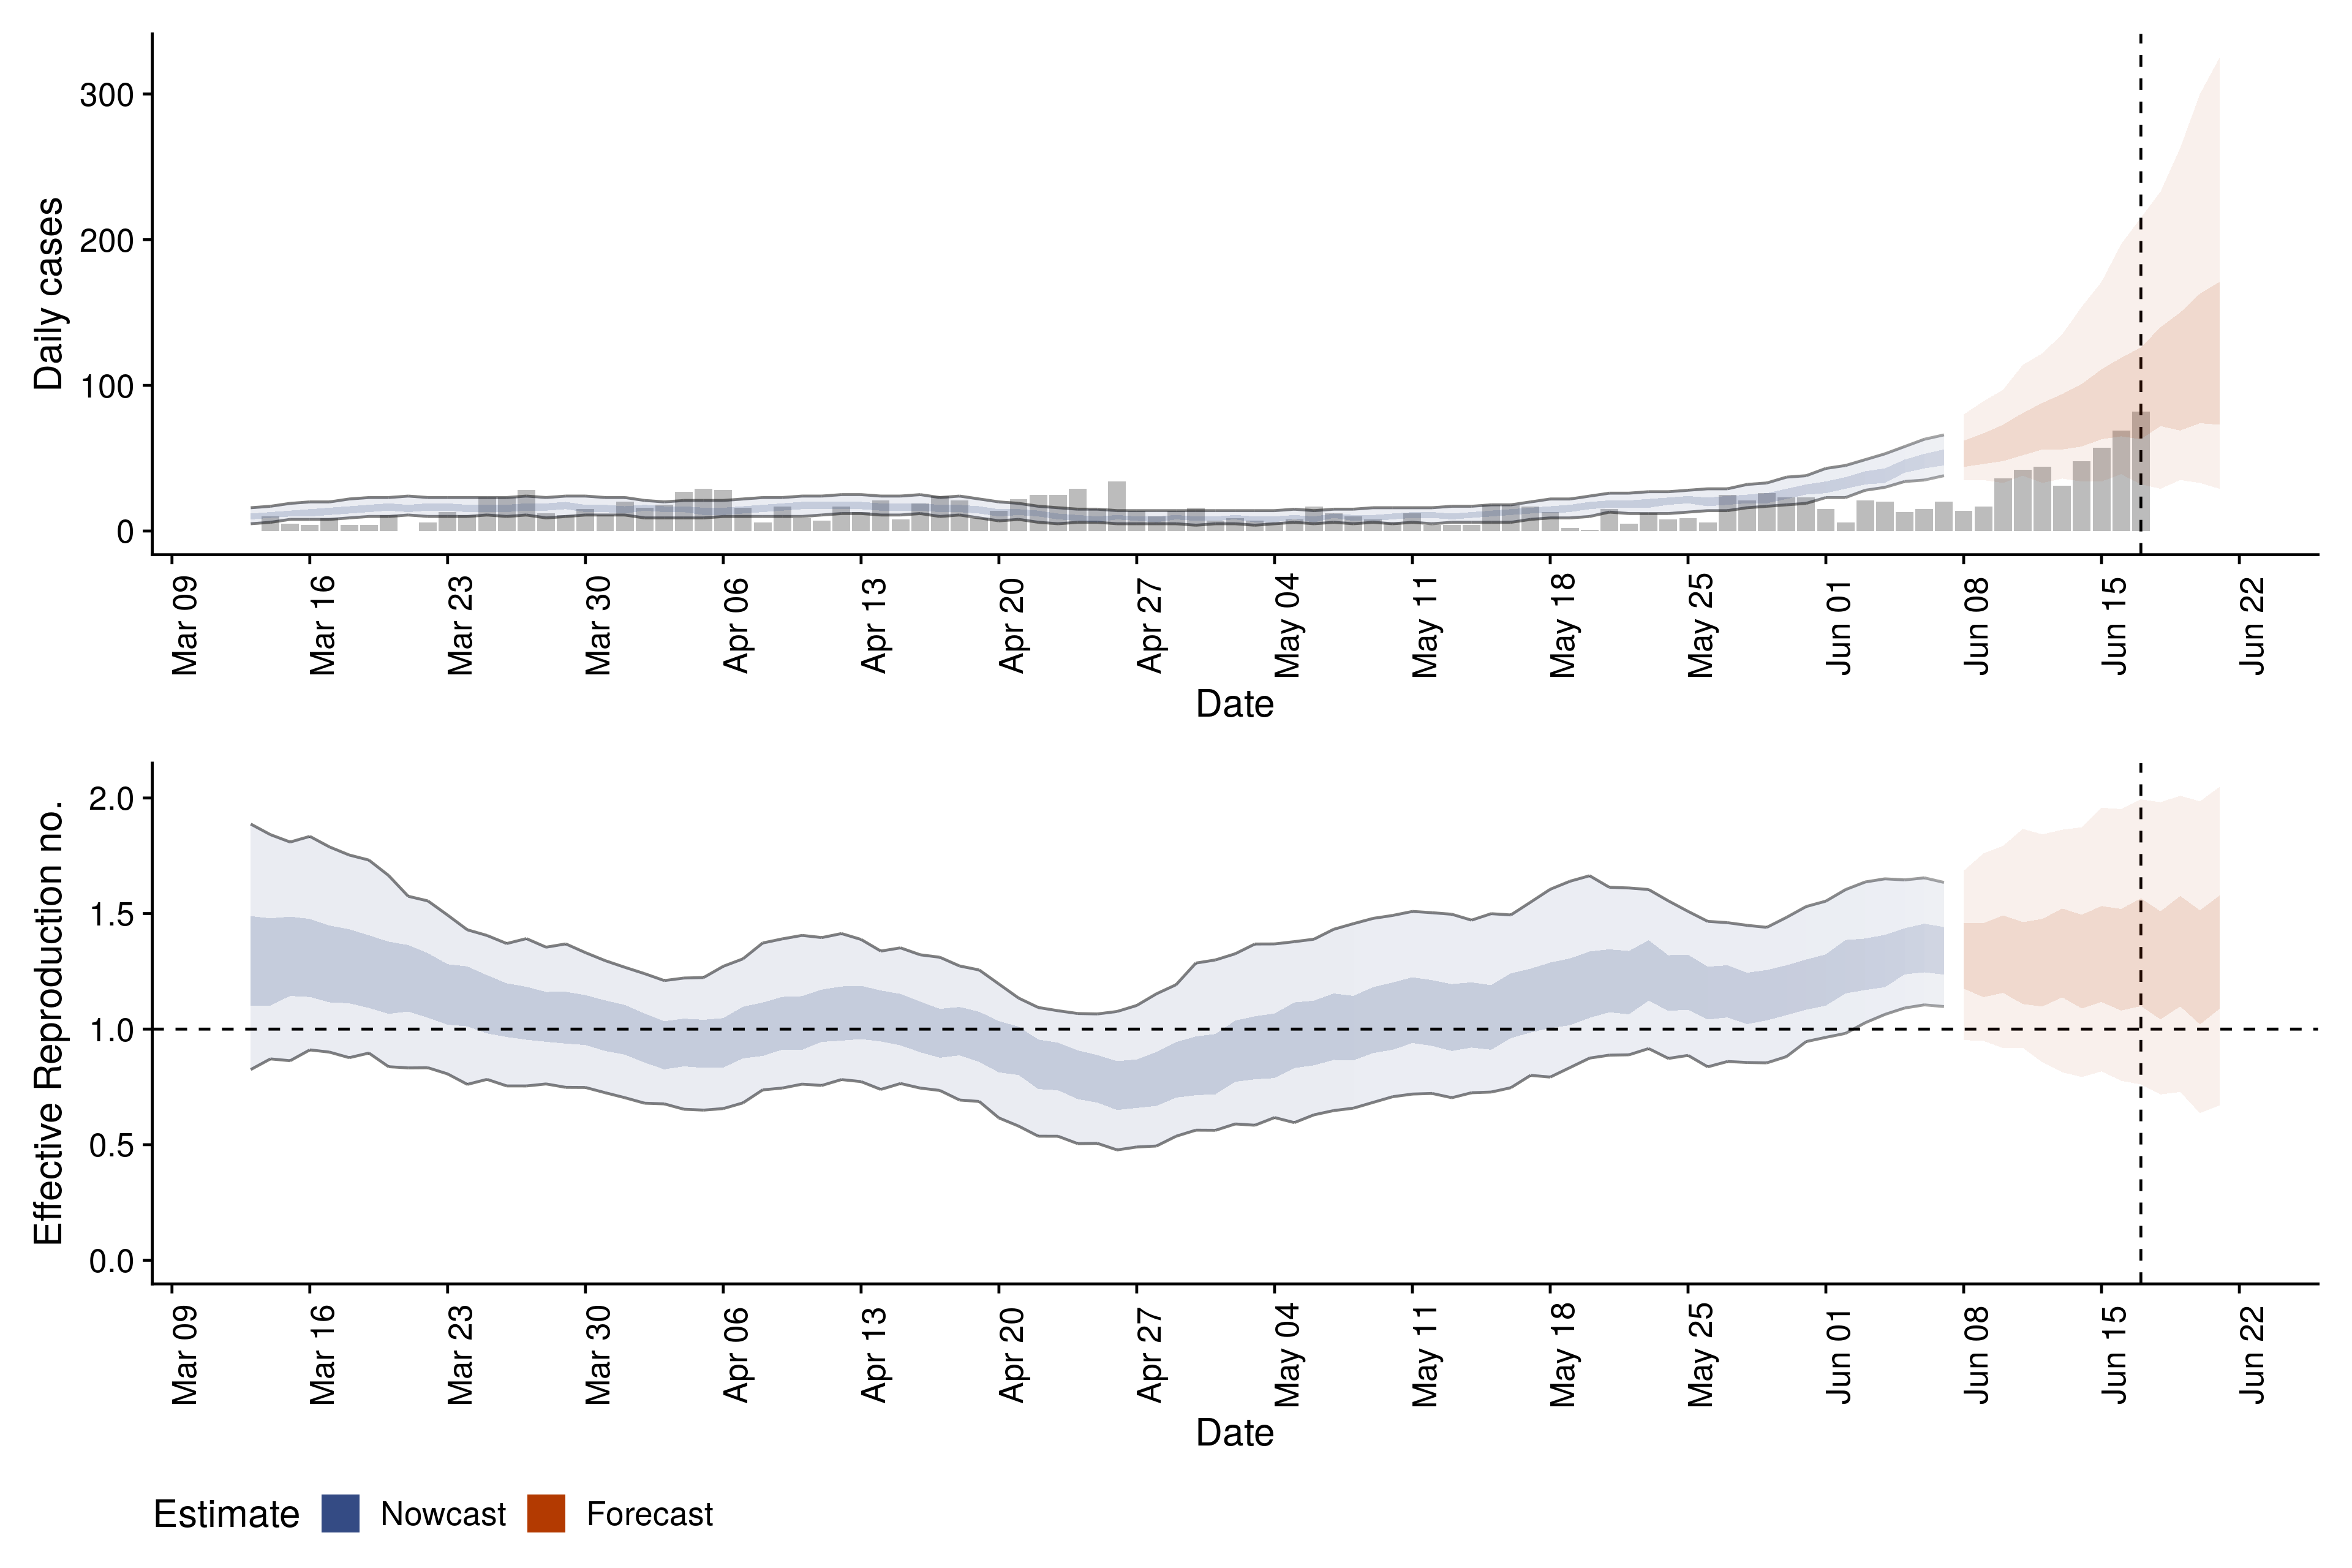 Daily cases
300
200
100
0
Mar 09
Mar 16
Mar 23
Mar 30
Apr 06
Apr 13
Apr 20
Apr 27
May 04
May 11
May 18
May 25
Jun 01
Jun 08
Jun 15
Jun 22
Date
Effective Reproduction no.
2.0
1.5
1.0
0.5
0.0
Mar 09
Mar 16
Mar 23
Mar 30
Apr 06
Apr 13
Apr 20
Apr 27
May 04
May 11
May 18
May 25
Jun 01
Jun 08
Jun 15
Jun 22
Date
Estimate Nowcast Forecast